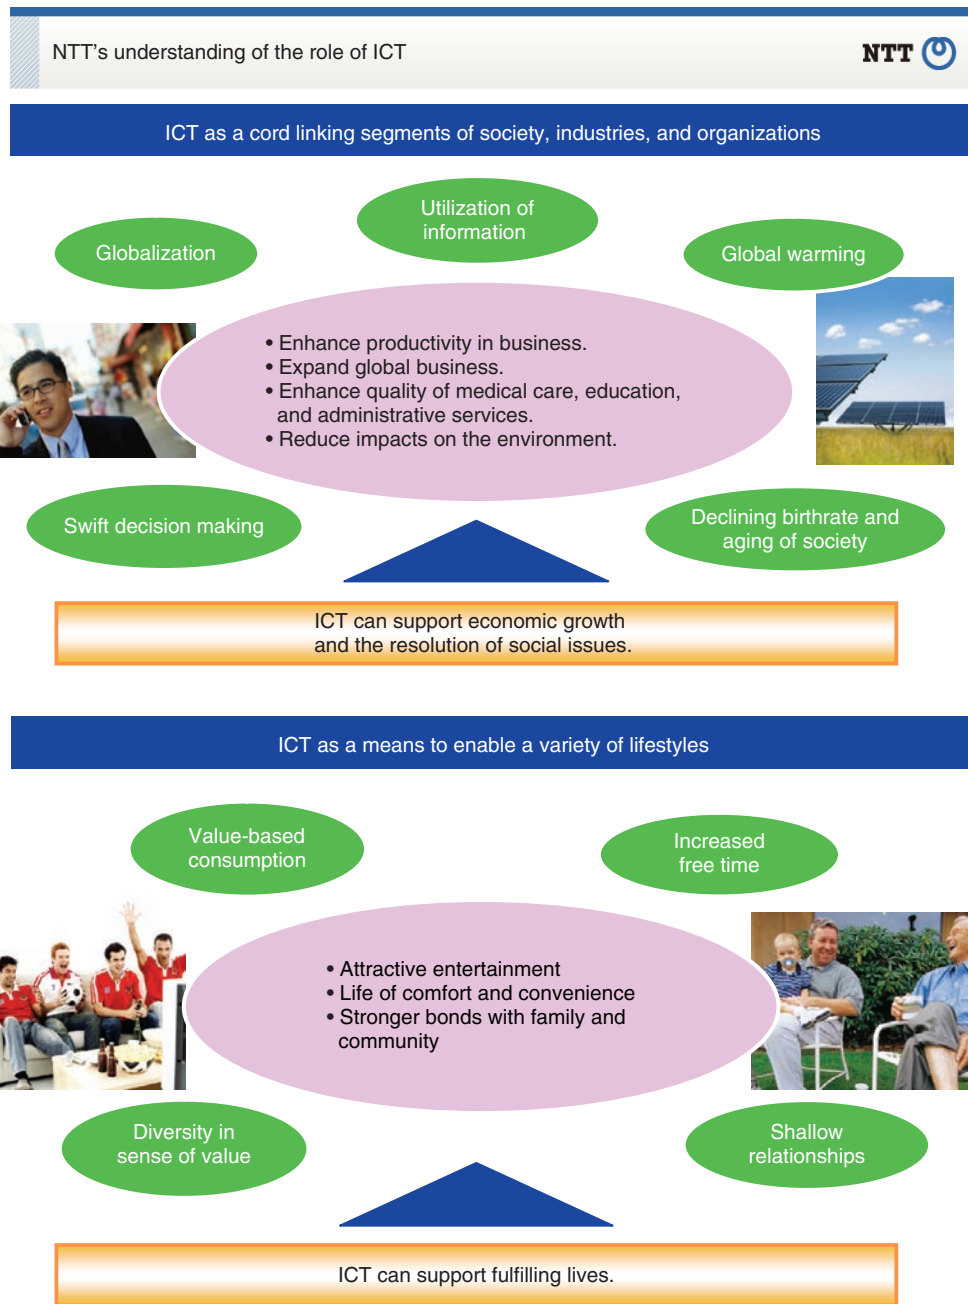 NTT's understanding of the role of ICT
NTT
ICT as a cord linking segments of society, industries, and organizations
Utilization of
information
Globalization
Global warming
• Enhance productivity in business.
• Expand global business.
• Enhance quality of medical care, education,
and administrative services.
• Reduce impacts on the environment.
Swift decision making
Declining birthrate and
aging of society
ICT can support economic growth
and the resolution of social issues.
ICT as a means to enable a variety of lifestyles
Value-based
consumption
Increased
free time
• Attractive entertainment
• Life of comfort and convenience
• Stronger bonds with family and
community
Diversity in
sense of value
Shallow
relationships
ICT can support fulfilling lives.